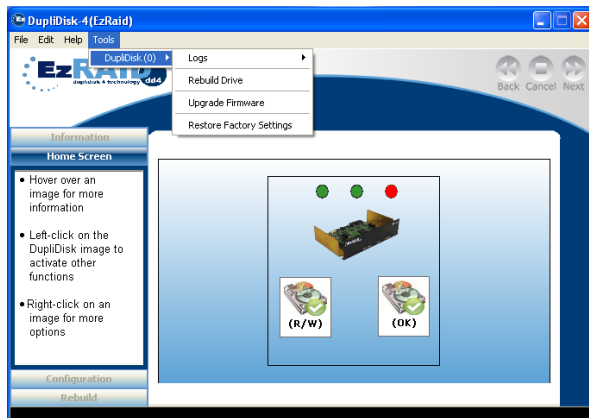 DupliDisk-4(EzRaid)
File Edit Help Tools
DupliDisk (0)
Logs
Rebuild Drive
Upgrade Firmware
Restore Factory Settings
EzRAID
duplidisk 4 technology
dd4
Back Cancel Next
Information
Home Screen
• Hover over an
image for more
information
• Left-click on the
DupliDisk image to
activate other
functions
• Right-click on an
image for more
options
(R/W)
(OK)
Configuration
Rebuild